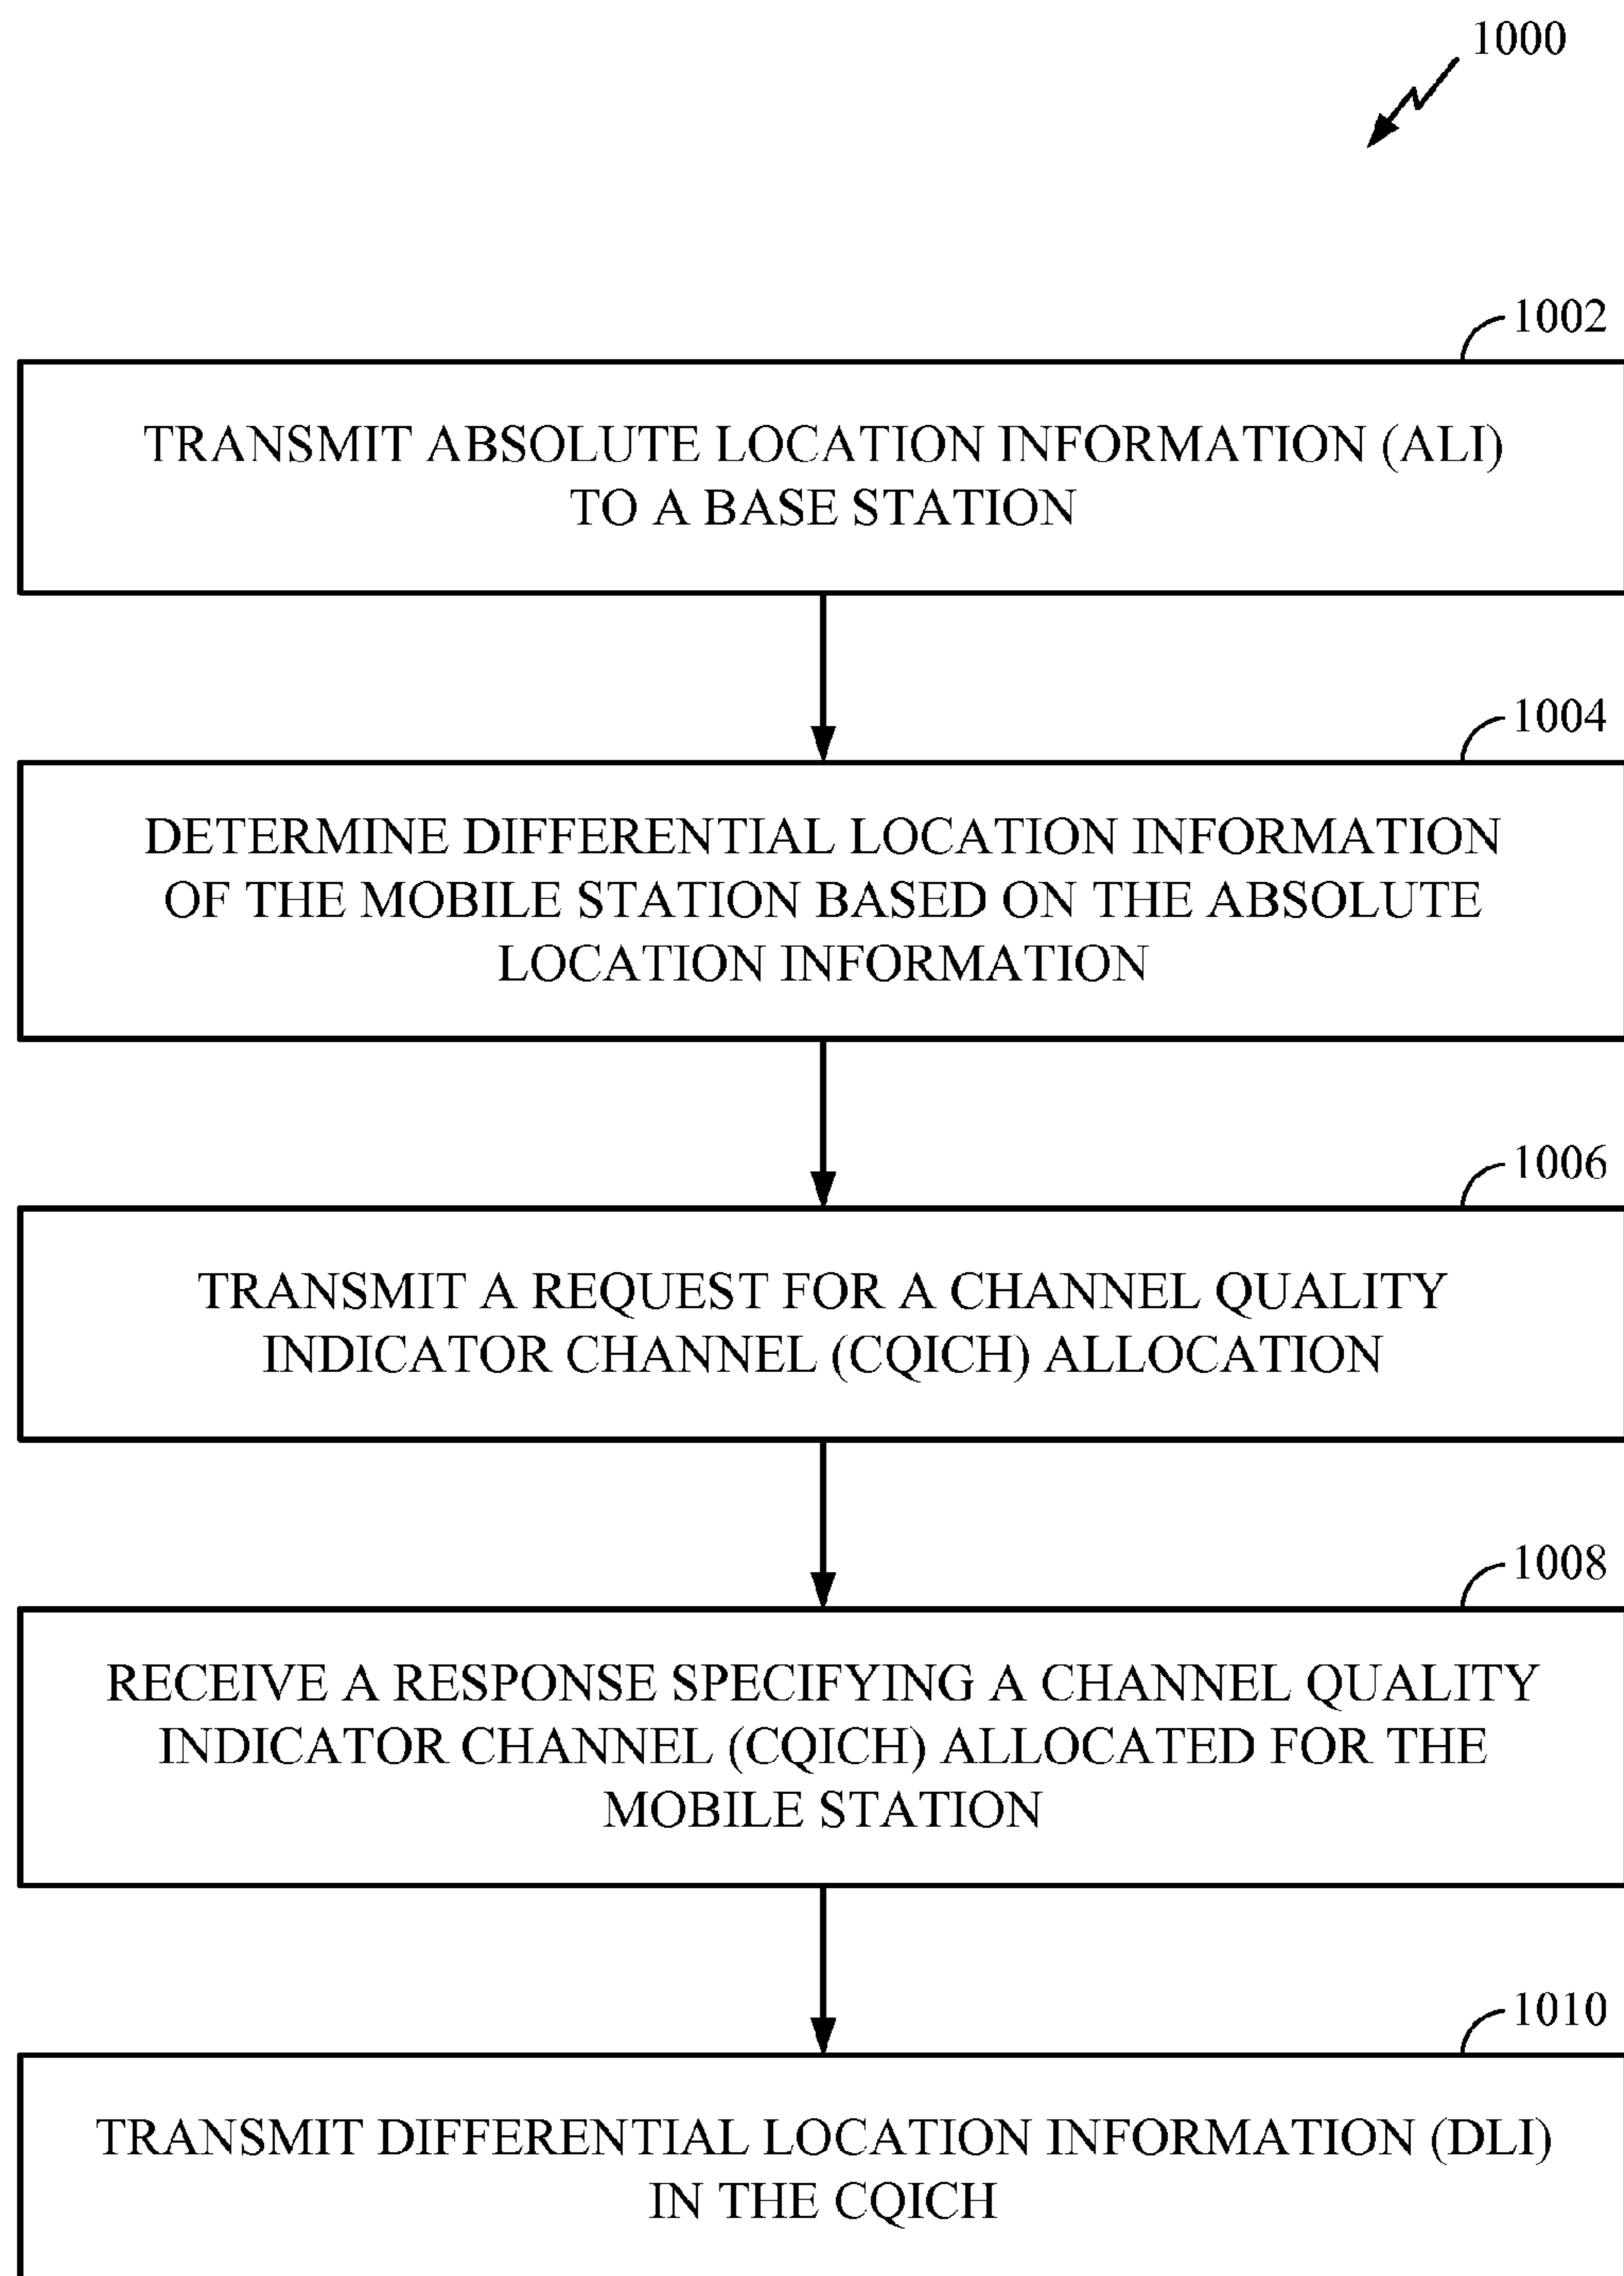 1000
1002
TRANSMIT ABSOLUTE LOCATION INFORMATION (ALI)
TO A BASE STATION
1004
DETERMINE DIFFERENTIAL LOCATION INFORMATION
OF THE MOBILE STATION BASED ON THE ABSOLUTE
LOCATION INFORMATION
1006
TRANSMIT A REQUEST FOR A CHANNEL QUALITY
INDICATOR CHANNEL (CQICH) ALLOCATION
1008
RECEIVE A RESPONSE SPECIFYING A CHANNEL QUALITY
INDICATOR CHANNEL (CQICH) ALLOCATED FOR THE
MOBILE STATION
1010
TRANSMIT DIFFERENTIAL LOCATION INFORMATION (DLI)
IN THE CQICH